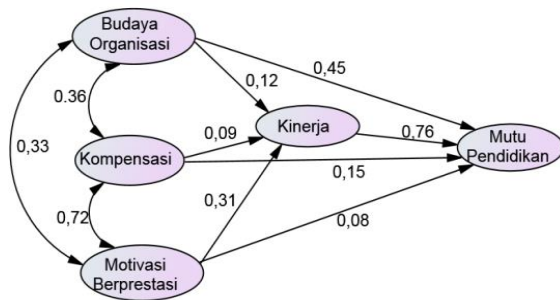 Budaya
Organisasi
0,45
0,12
0.36
Kinerja
0,33
0,09
0,76
Mutu
Pendidikan
Kompensasi
0,15
0,31
0,72
0,08
Motivasi
Berprestasi